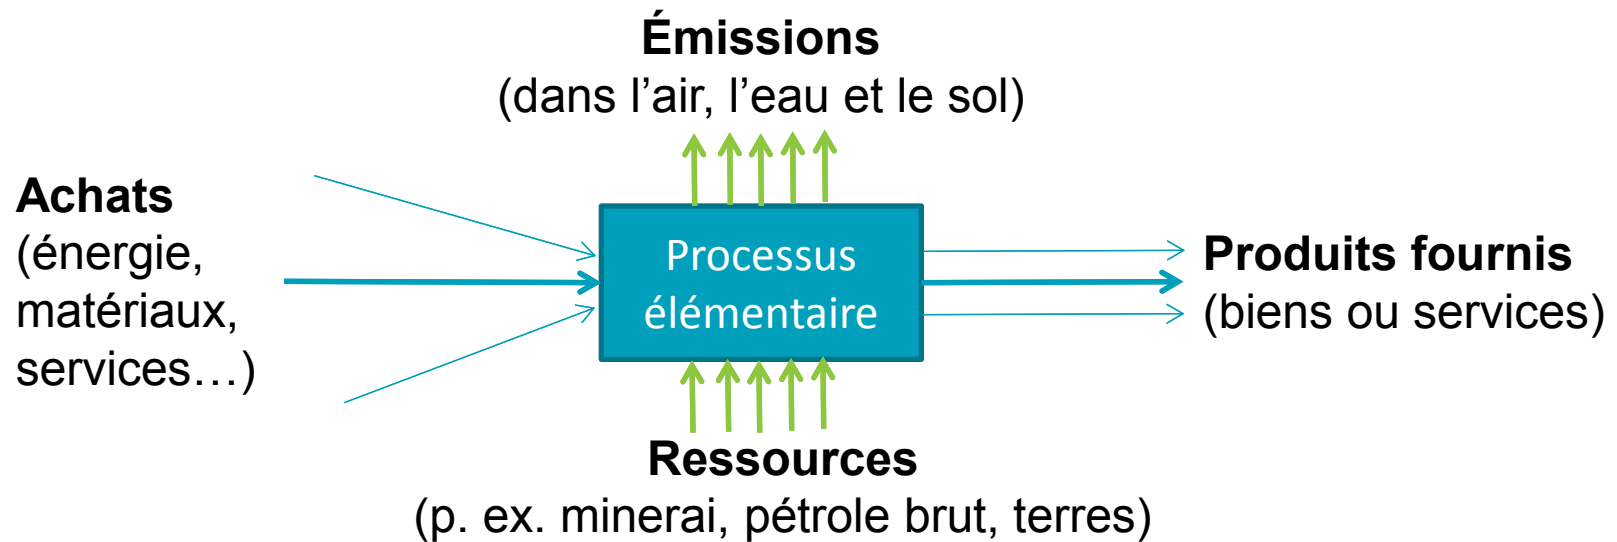 Émissions
(dans l’air, l’eau et le sol)
Achats
(énergie,
matériaux,
services…)
Processus
élémentaire
Produits fournis
(biens ou services)
Ressources
(p. ex. minerai, pétrole brut, terres)